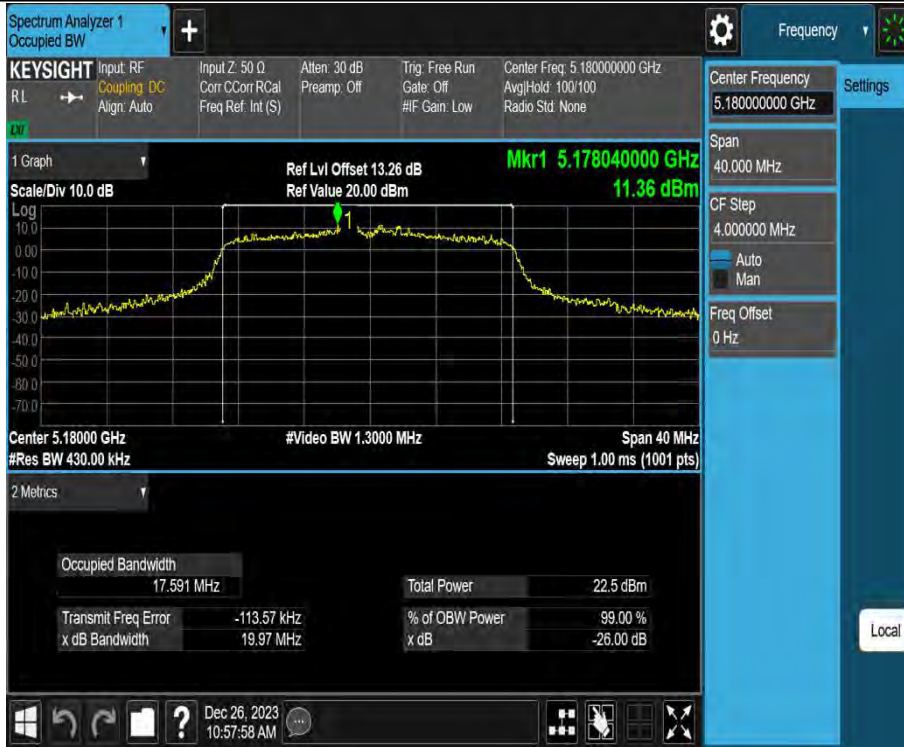 Spectrum Analyzer 1
Occupied BW
+
Frequency
KEYSIGHT
R L
LXI
Input: RF
Coupling: DC
Align: Auto
Input Z: 50 Ω
Corr CCorr RCal
Freq Ref: Int (S)
Atten: 30 dB
Preamp: Off
Trig: Free Run
Gate: Off
#IF Gain: Low
Center Freq: 5.180000000 GHz
Avg|Hold: 100/100
Radio Std: None
Center Frequency
5.180000000 GHz
Settings
Span
40.000 MHz
CF Step
4.000000 MHz
Auto
Man
Freq Offset
0 Hz
1 Graph
Scale/Div 10.0 dB
Ref Lvl Offset 13.26 dB
Ref Value 20.00 dBm
Mkr1 5.178040000 GHz
11.36 dBm
Log
10.0
0.00
-10.0
-20.0
-30.0
-40.0
-50.0
-60.0
-70.0
1
Center 5.18000 GHz
#Video BW 1.3000 MHz
Span 40 MHz
#Res BW 430.00 kHz
Sweep 1.00 ms (1001 pts)
2 Metrics
Occupied Bandwidth
17.591 MHz
Total Power 22.5 dBm
Transmit Freq Error -113.57 kHz
% of OBW Power 99.00 %
x dB Bandwidth 19.97 MHz
x dB -26.00 dB
Local
?
Dec 26, 2023
10:57:58 AM